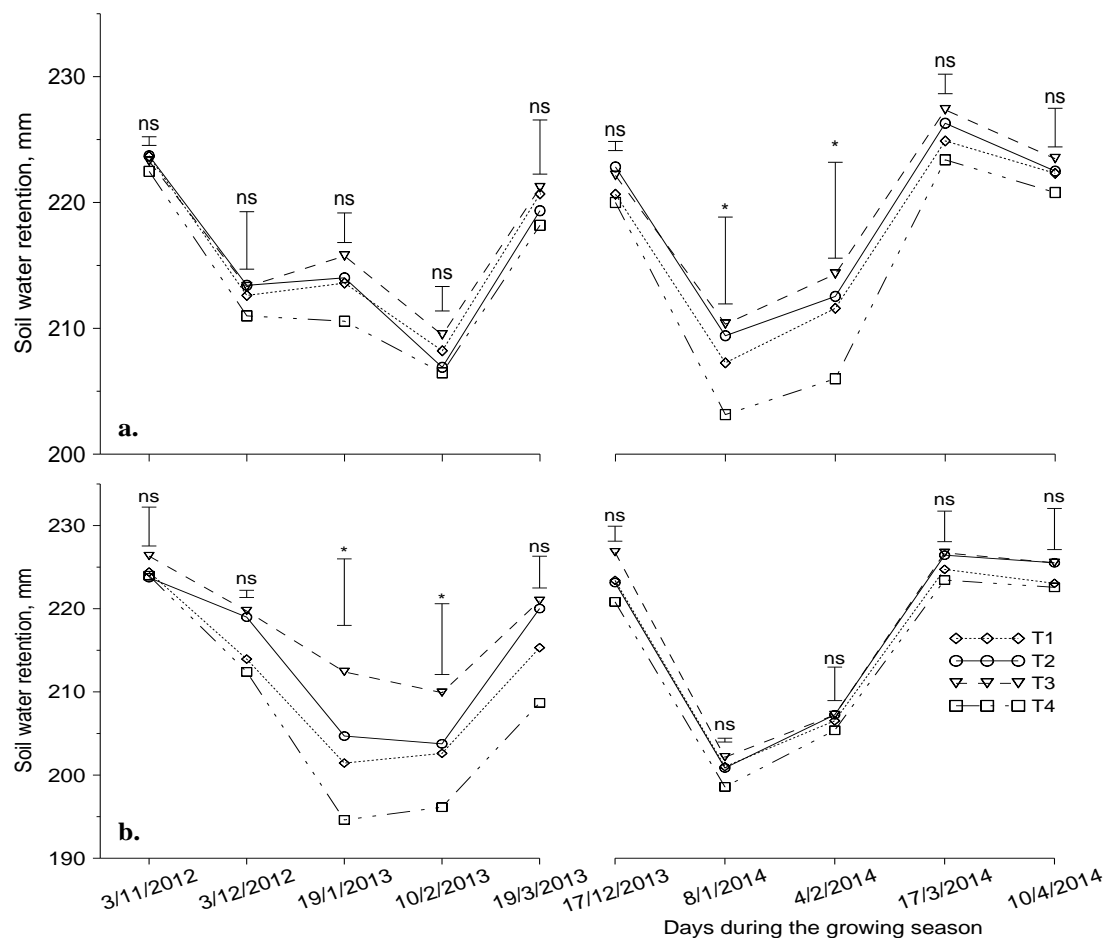 Soil water retention, mm
230
220
210
200
ns
ns
ns
ns
ns
ns
*
*
ns
ns
a.
Soil water retention, mm
230
220
210
200
190
ns
ns
*
*
ns
ns
ns
ns
ns
ns
T1
T2
T3
T4
b.
3/11/2012
3/12/2012
19/1/2013
10/2/2013
19/3/2013
17/12/2013
8/1/2014
4/2/2014
17/3/2014
10/4/2014
Days during the growing season